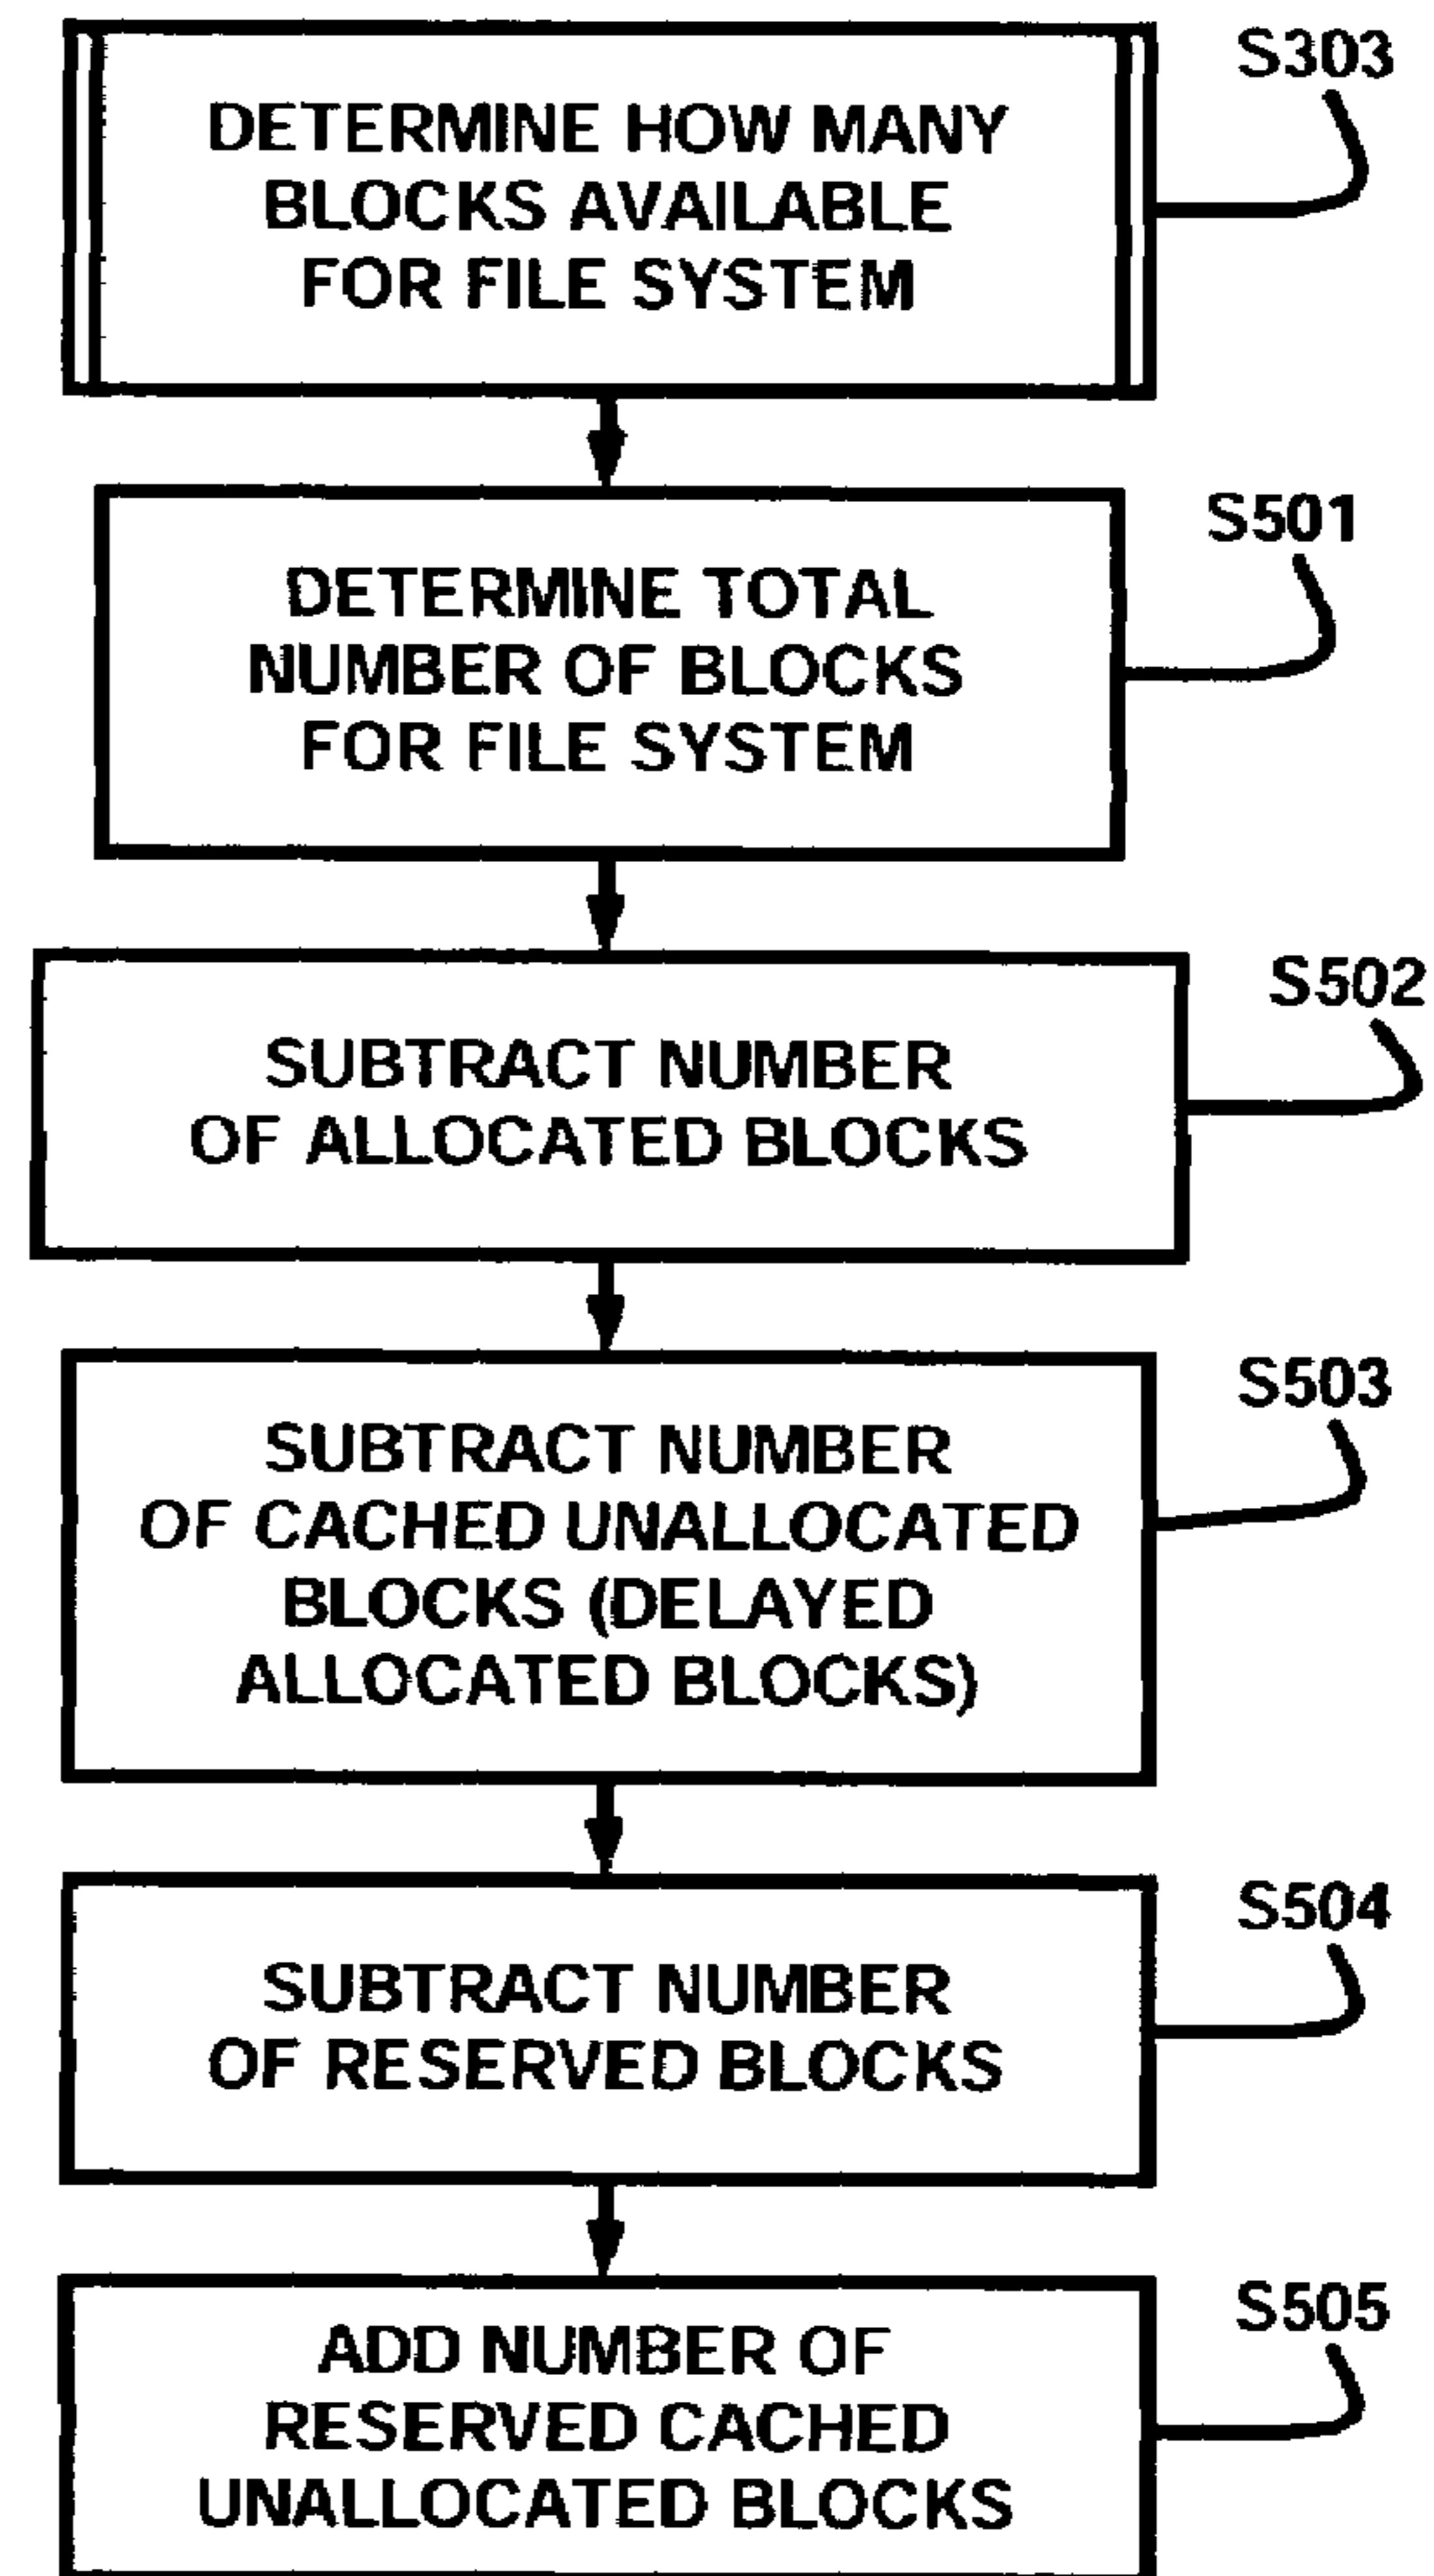 S303
DETERMINE HOW MANY
BLOCKS AVAILABLE
FOR FILE SYSTEM
S501
DETERMINE TOTAL
NUMBER OF BLOCKS
FOR FILE SYSTEM
S502
SUBTRACT NUMBER
OF ALLOCATED BLOCKS
S503
SUBTRACT NUMBER
OF CACHED UNALLOCATED
BLOCKS (DELAYED
ALLOCATED BLOCKS)
S504
SUBTRACT NUMBER
OF RESERVED BLOCKS
S505
ADD NUMBER OF
RESERVED CACHED
UNALLOCATED BLOCKS